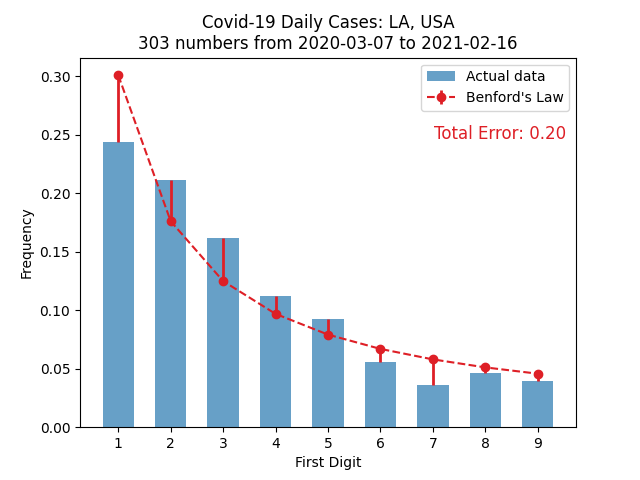 Covid-19 Daily Cases: LA, USA
303 numbers from 2020-03-07 to 2021-02-16
Actual data
Benford's Law
Total Error: 0.20
Frequency
0.30
0.25
0.20
0.15
0.10
0.05
0.00
1 2 3 4 5 6 7 8 9
First Digit